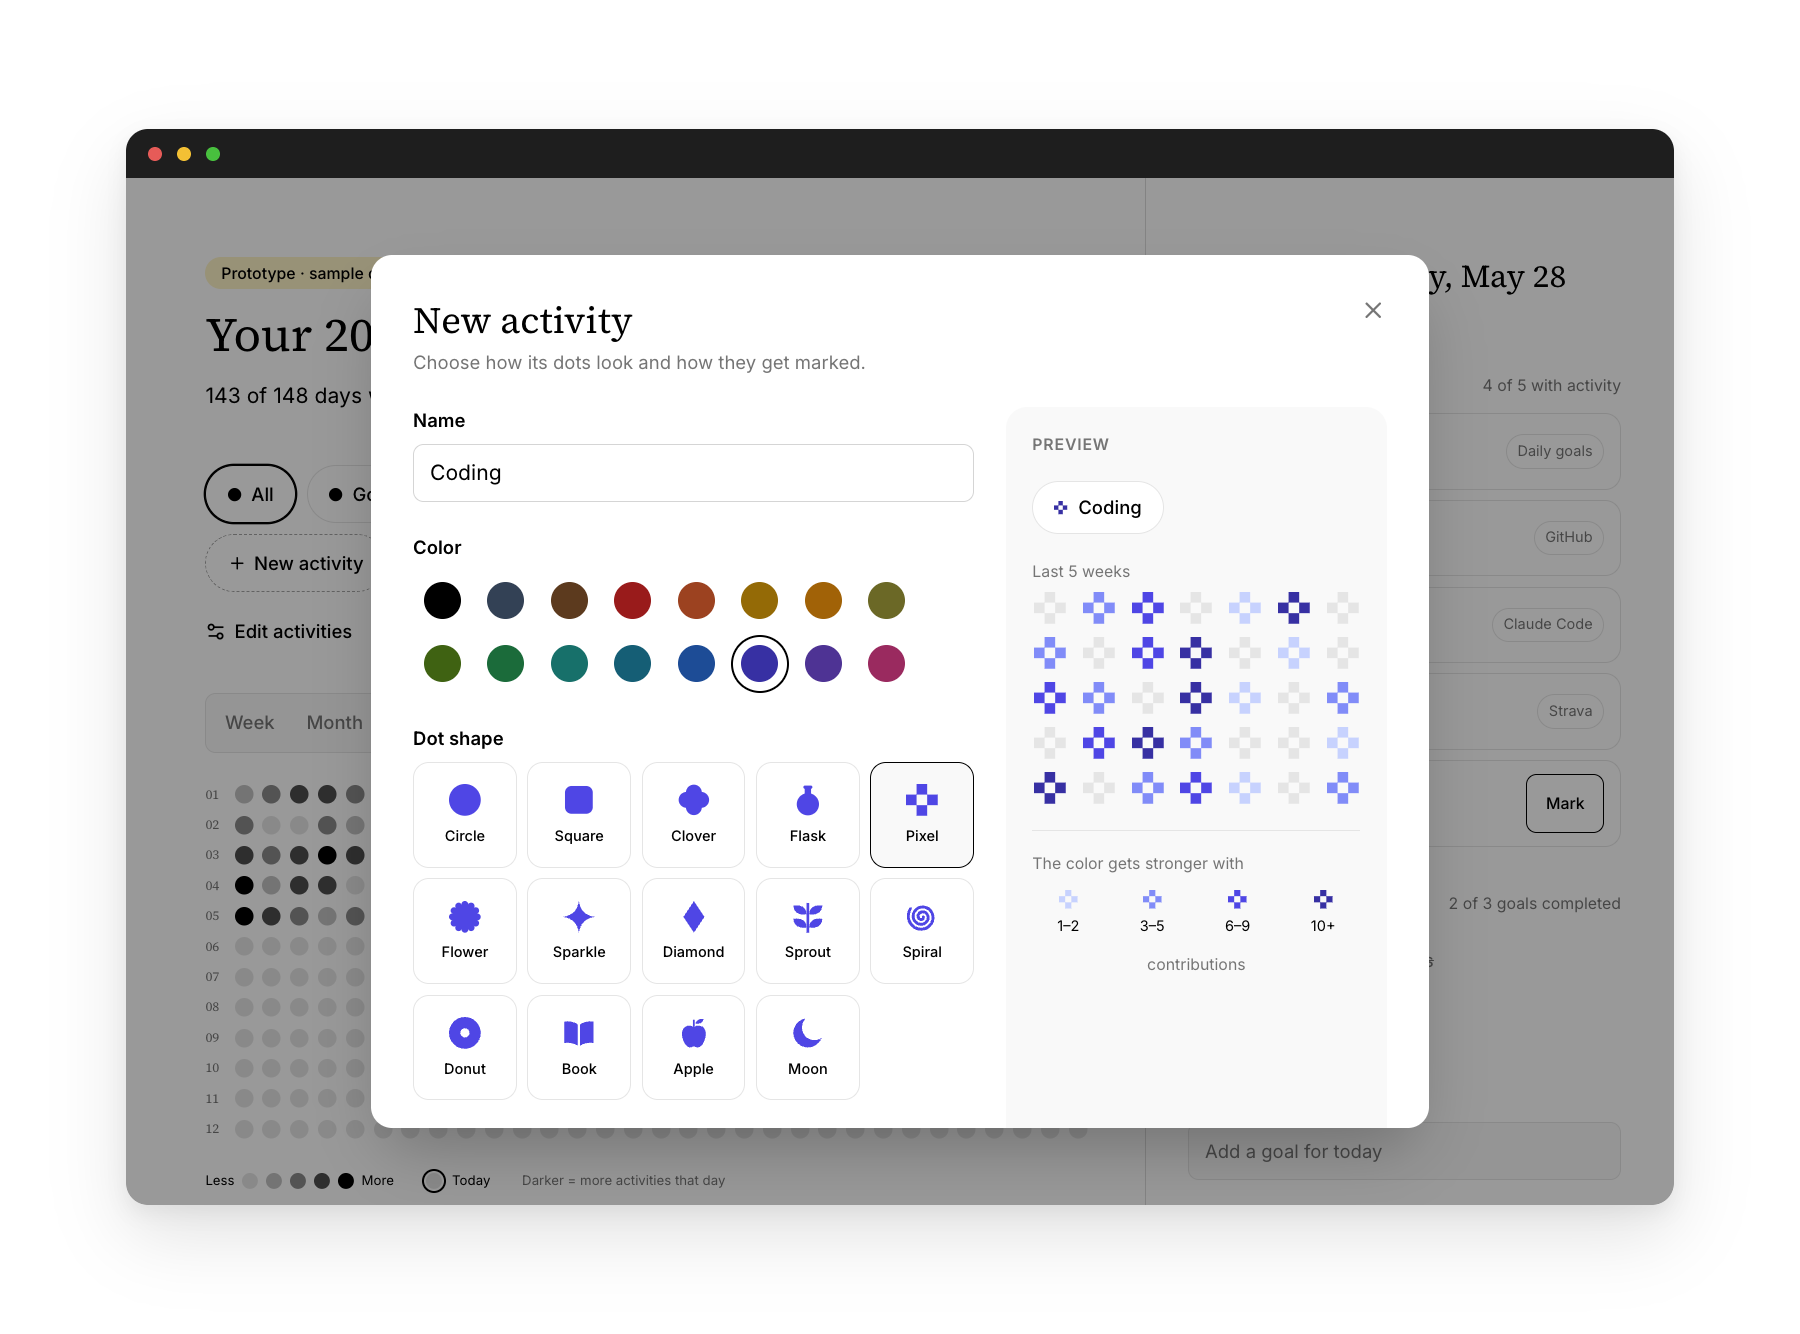 Prototype · sample
Your 20
143 of 148 days
All
New activity
Edit activities
Week Month
01
02
03
04
05
06
07
08
09
10
11
12
Less More Today Darker = more activities that day
New activity
Choose how its dots look and how they get marked.
Name
Coding
Color
Dot shape
Circle Square Clover Flask Pixel
Flower Sparkle Diamond Sprout Spiral
Donut Book Apple Moon
PREVIEW
Coding
Last 5 weeks
The color gets stronger with
1–2 3–5 6–9 10+
contributions
y, May 28
4 of 5 with activity
Daily goals
GitHub
Claude Code
Strava
Mark
2 of 3 goals completed
Add a goal for today